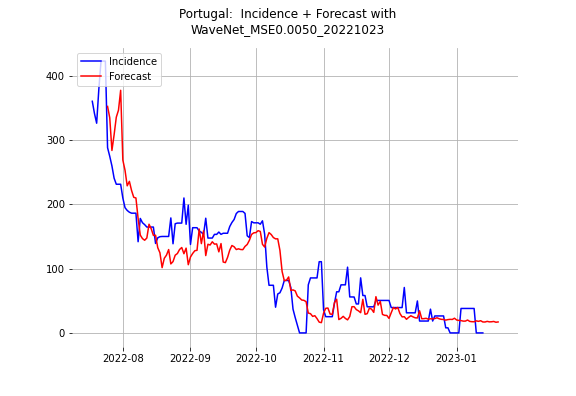 Portugal:  Incidence + Forecast with
WaveNet_MSE0.0050_20221023
Incidence
Forecast
400
300
200
100
0
2022-08
2022-09
2022-10
2022-11
2022-12
2023-01